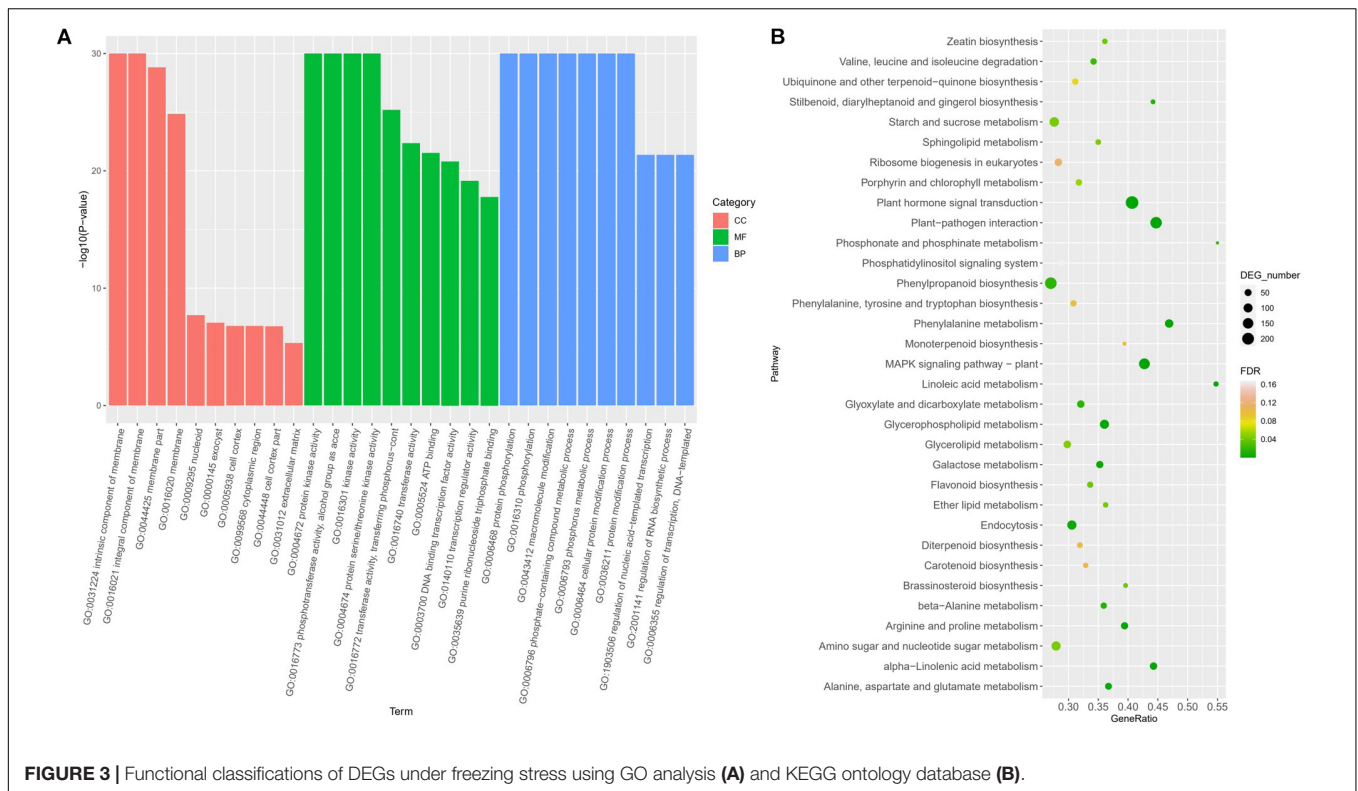 A
30
20
10
0
-log10(P-value)
GO:0031224 intrinsic component of membrane
GO:0016021 integral component of membrane
GO:0044425 membrane part
GO:0016020 membrane
GO:0009295 nucleoid
GO:0000145 exocyst
GO:0005938 cell cortex
GO:0099568 cytoplasmic region
GO:0044448 cell cortex part
GO:0031012 extracellular matrix
GO:0004672 protein kinase activity
GO:0016773 phosphotransferase activity, alcohol group as acce
GO:0016301 kinase activity
GO:0004674 protein serine/threonine kinase activity
GO:0016772 transferase activity, transferring phosphorus-cont
GO:0016740 transferase activity
GO:0005524 ATP binding
GO:0003700 DNA binding transcription factor activity
GO:0140110 transcription regulator activity
GO:0035639 purine ribonucleoside triphosphate binding
GO:0006468 protein phosphorylation
GO:0016310 phosphorylation
GO:0043412 macromolecule modification
GO:0006796 phosphate-containing compound metabolic process
GO:0006793 phosphorus metabolic process
GO:0006464 cellular protein modification process
GO:0036211 protein modification process
GO:1903506 regulation of nucleic acid-templated transcription
GO:2001141 regulation of RNA biosynthetic process
GO:0006355 regulation of transcription, DNA-templated
Term
Category
CC
MF
BP
B
Zeatin biosynthesis
Valine, leucine and isoleucine degradation
Ubiquinone and other terpenoid-quinone biosynthesis
Stilbenoid, diarylheptanoid and gingerol biosynthesis
Starch and sucrose metabolism
Sphingolipid metabolism
Ribosome biogenesis in eukaryotes
Porphyrin and chlorophyll metabolism
Plant hormone signal transduction
Plant-pathogen interaction
Phosphonate and phosphinate metabolism
Phosphatidylinositol signaling system
Phenylpropanoid biosynthesis
Phenylalanine, tyrosine and tryptophan biosynthesis
Phenylalanine metabolism
Monoterpenoid biosynthesis
MAPK signaling pathway - plant
Linoleic acid metabolism
Glyoxylate and dicarboxylate metabolism
Glycerophospholipid metabolism
Glycerolipid metabolism
Galactose metabolism
Flavonoid biosynthesis
Ether lipid metabolism
Endocytosis
Diterpenoid biosynthesis
Carotenoid biosynthesis
Brassinosteroid biosynthesis
beta-Alanine metabolism
Arginine and proline metabolism
Amino sugar and nucleotide sugar metabolism
alpha-Linolenic acid metabolism
Alanine, aspartate and glutamate metabolism
Pathway
0.30 0.35 0.40 0.45 0.50 0.55
GeneRatio
DEG_number
50
100
150
200
FDR
0.16
0.12
0.08
0.04
FIGURE 3 | Functional classifications of DEGs under freezing stress using GO analysis (A) and KEGG ontology database (B).